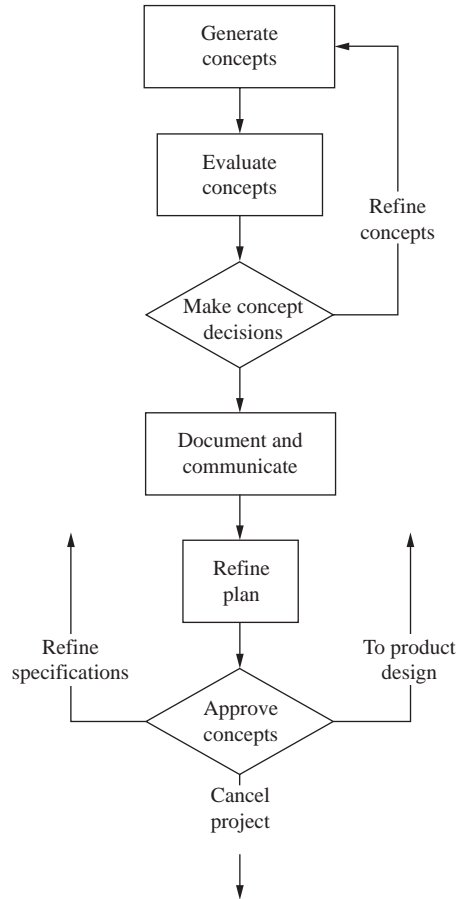 Generate
concepts
Evaluate
concepts
Refine
concepts
Make concept
decisions
Document and
communicate
Refine
plan
Refine
specifications
To product
design
Approve
concepts
Cancel
project